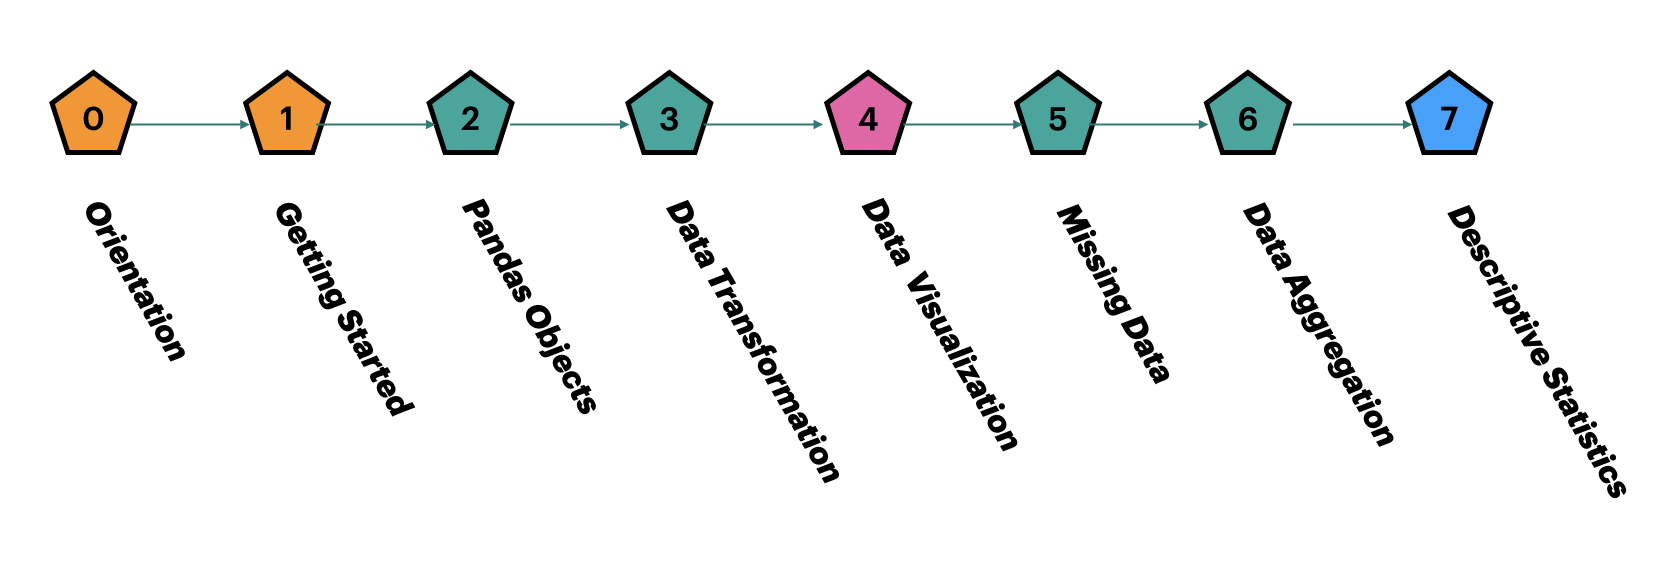 0
1
2
3
4
5
6
7
Orientation
Getting Started
Pandas Objects
Data Transformation
Data Visualization
Missing Data
Data Aggregation
Descriptive Statistics